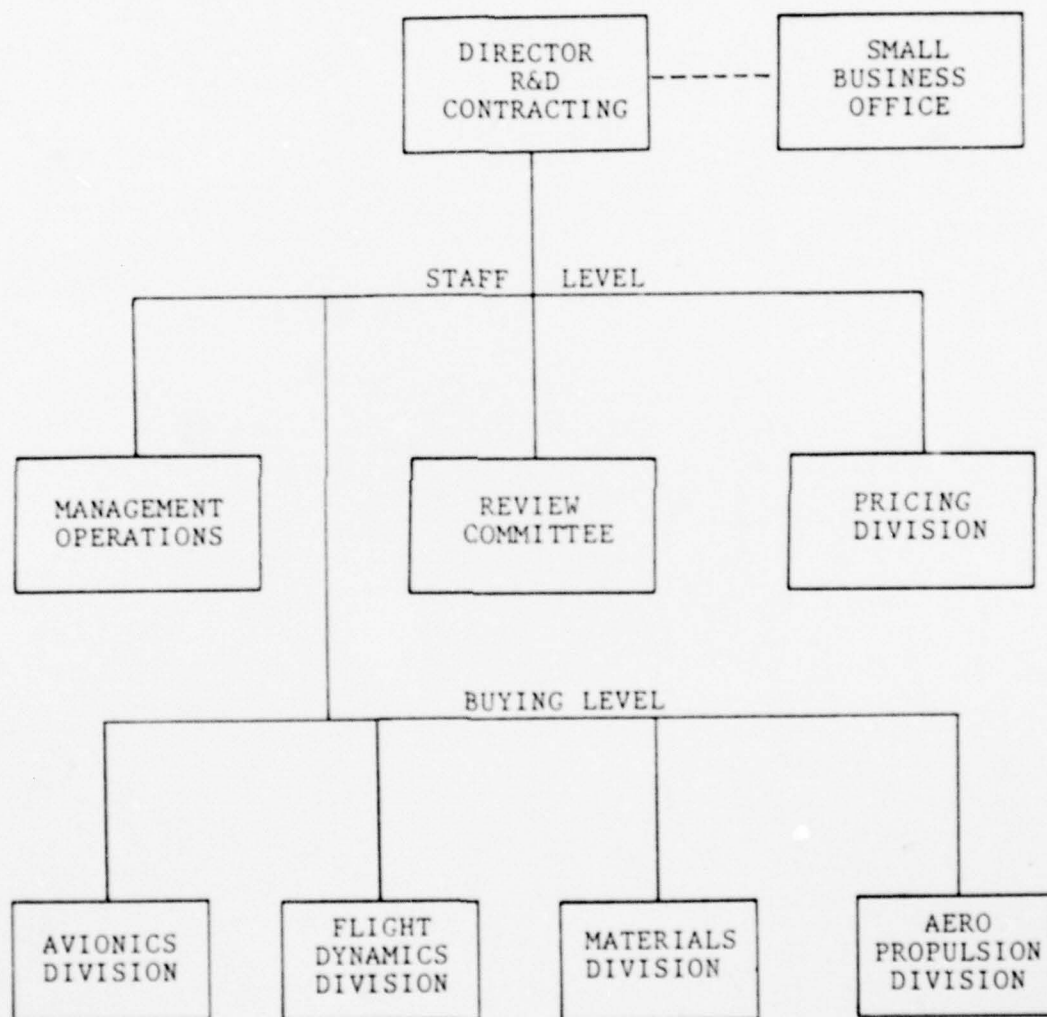 DIRECTOR
R&D
CONTRACTING
SMALL
BUSINESS
OFFICE
STAFF LEVEL
MANAGEMENT
OPERATIONS
REVIEW
COMMITTEE
PRICING
DIVISION
BUYING LEVEL
AVIONICS
DIVISION
FLIGHT
DYNAMICS
DIVISION
MATERIALS
DIVISION
AERO
PROPULSION
DIVISION